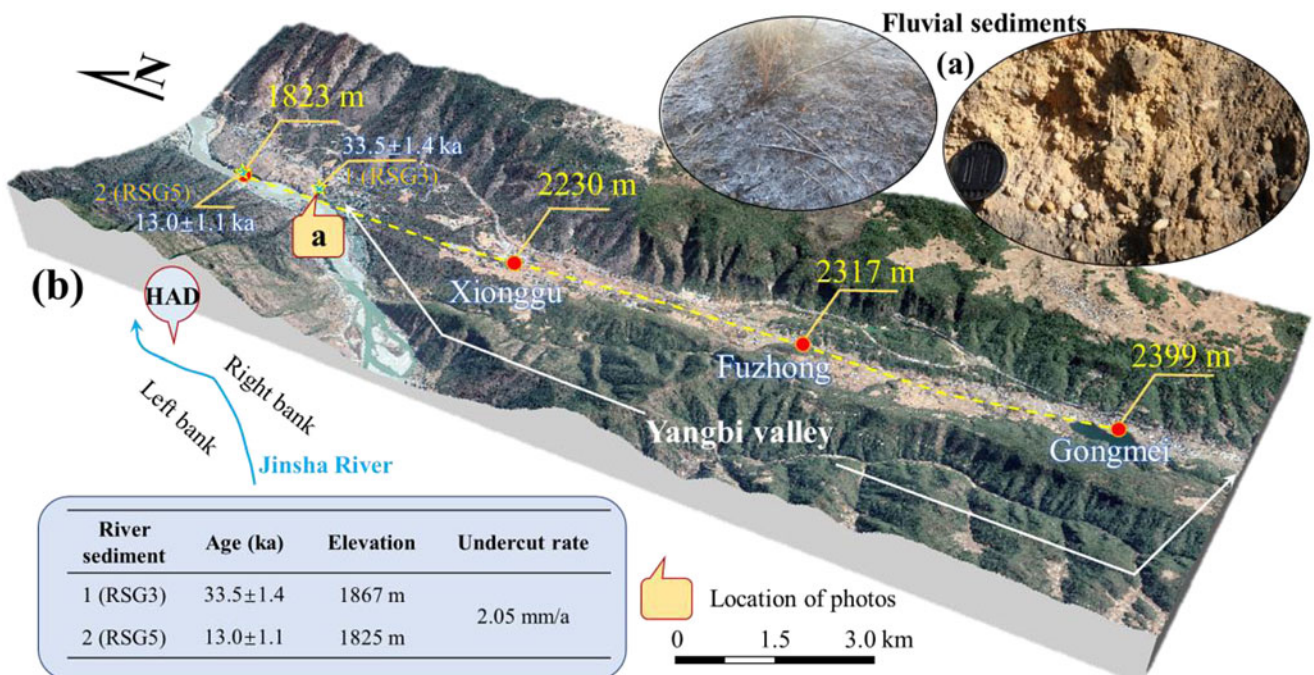 Fluvial sediments
(a)
N
1823 m
33.5±1.4 ka
1 (RSG3)
2 (RSG5)
13.0±1.1 ka
a
2230 m
Xionggu
2317 m
Fuzhong
2399 m
Gongmei
(b)
HAD
Right bank
Left bank
Jinsha River
Yangbi valley
River sediment Age (ka) Elevation Undercut rate
1 (RSG3) 33.5±1.4 1867 m
2.05 mm/a
2 (RSG5) 13.0±1.1 1825 m
Location of photos
0 1.5 3.0 km